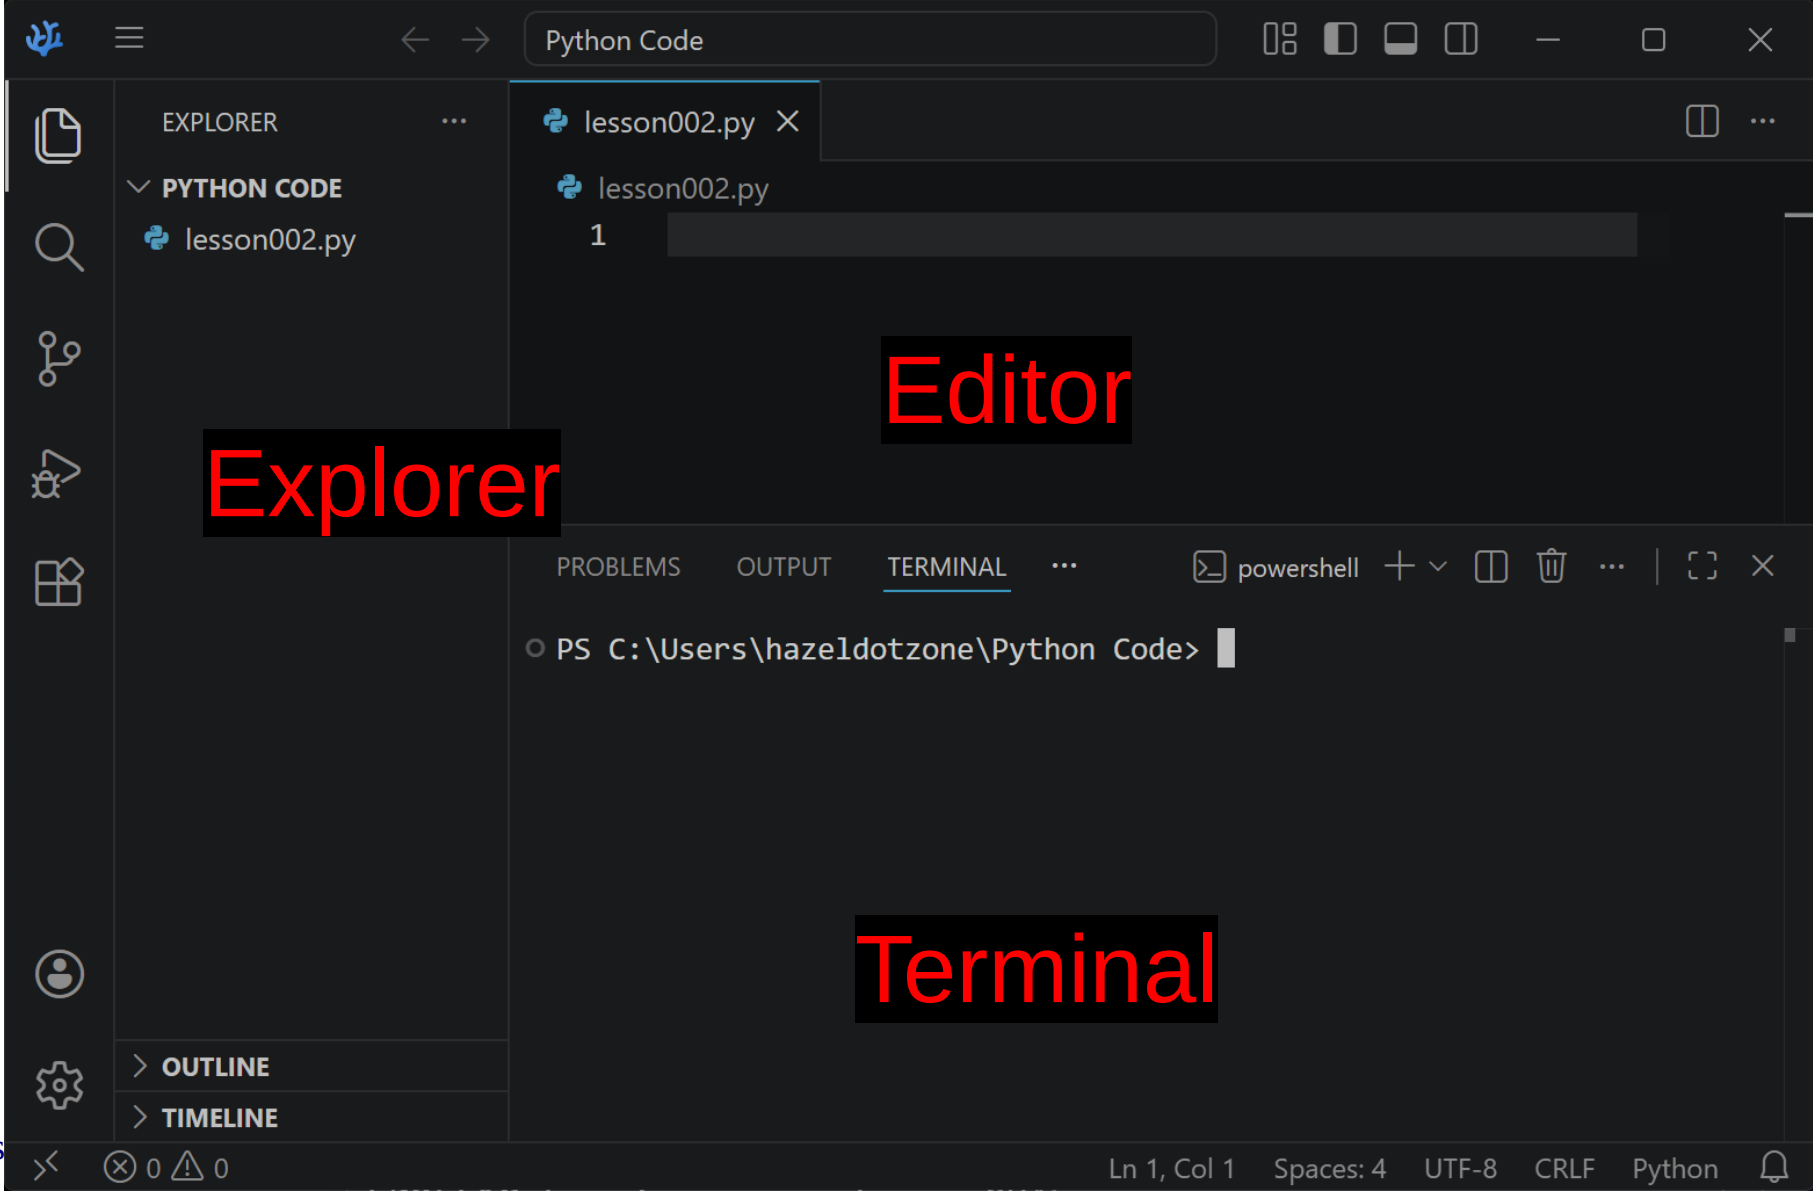 Python Code
EXPLORER
PYTHON CODE
lesson002.py
lesson002.py
lesson002.py
1
Editor
Explorer
PROBLEMS OUTPUT TERMINAL powershell
PS C:\Users\hazeldotzone\Python Code>
Terminal
OUTLINE
TIMELINE
0 0 Ln 1, Col 1 Spaces: 4 UTF-8 CRLF Python